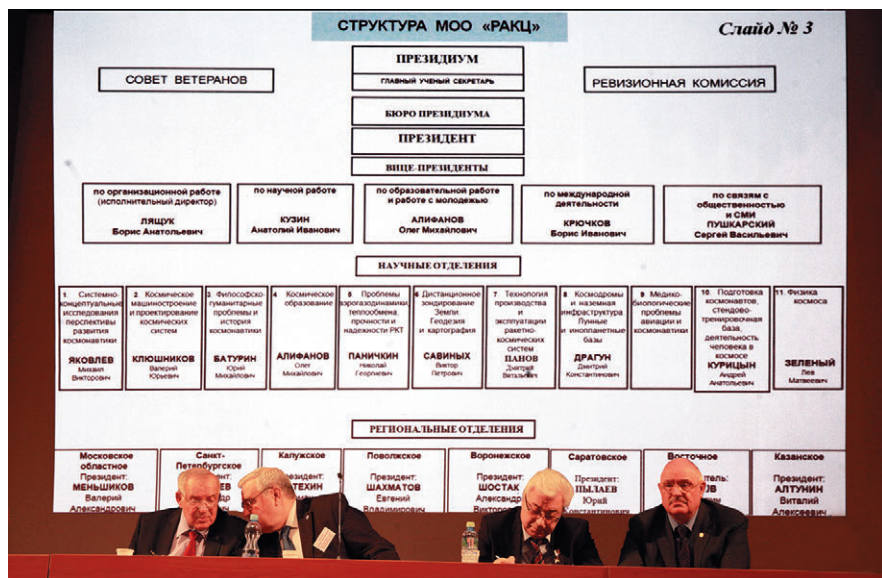 СТРУКТУРА МОО «РАКЦ»
Слайд № 3
ПРЕЗИДИУМ
ГЛАВНЫЙ УЧЕНЫЙ СЕКРЕТАРЬ
СОВЕТ ВЕТЕРАНОВ
РЕВИЗИОННАЯ КОМИССИЯ
БЮРО ПРЕЗИДИУМА
ПРЕЗИДЕНТ
ВИЦЕ-ПРЕЗИДЕНТЫ
по организационной работе
(исполнительный директор)
ЛЯЩУК
Борис Анатольевич
по научной работе
КУЗИН
Анатолий Иванович
по образовательной работе
и работе с молодежью
АЛИФАНОВ
Олег Михайлович
по международной
деятельности
КРЮЧКОВ
Борис Иванович
по связям с
общественностью
и СМИ
ПУШКАРСКИЙ
Сергей Васильевич
НАУЧНЫЕ ОТДЕЛЕНИЯ
1 Системно-
концептуальные
исследования
перспективы
развития
космонавтики
ЯКОВЛЕВ
Михаил
Викторович
2 Космическое
машиностроение
и проектирование
космических
систем
КЛЮШНИКОВ
Валерий
Юрьевич
3 Философско-
гуманитарные
проблемы и
история
космонавтики
БАТУРИН
Юрий
Михайлович
4 Космическое
образование
АЛИФАНОВ
Олег
Михайлович
5 Проблемы
аэрогазодинамики,
теплообмена,
прочности и
надежности РКТ
ПАНИЧКИН
Николай
Георгиевич
6 Дистанционное
зондирование
Земли
Геодезия
и картография
САВИНЫХ
Виктор
Петрович
7 Технология
производства
и
эксплуатации
ракетно-
космических
систем
ПАНОВ
Дмитрий
Витальевич
8 Космодромы
и наземная
инфраструктура
Лунные
и инопланетные
базы
ДРАГУН
Дмитрий
Константинович
9 Медико-
биологические
проблемы
авиации и
космонавтики
10 Подготовка
космонавтов,
стендово-
тренировочная
база,
деятельность
человека в
космосе
КУРИЦЫН
Андрей
Анатольевич
11. Физика
космоса
ЗЕЛЕНЫЙ
Лев
Матвеевич
РЕГИОНАЛЬНЫЕ ОТДЕЛЕНИЯ
Московское
областное
Президент:
МЕНЬШИКОВ
Валерий
Александрович
Санкт-
Петербургское
Калужское
Поволжское
Президент:
ШАХМАТОВ
Евгений
Владимирович
Воронежское
Президент:
ШОСТАК
Саратовское
Президент:
ПЫЛАЕВ
Юрий
Константинович
Восточное
Казанское
Президент:
АЛТУНИН
Виталий
Алексеевич